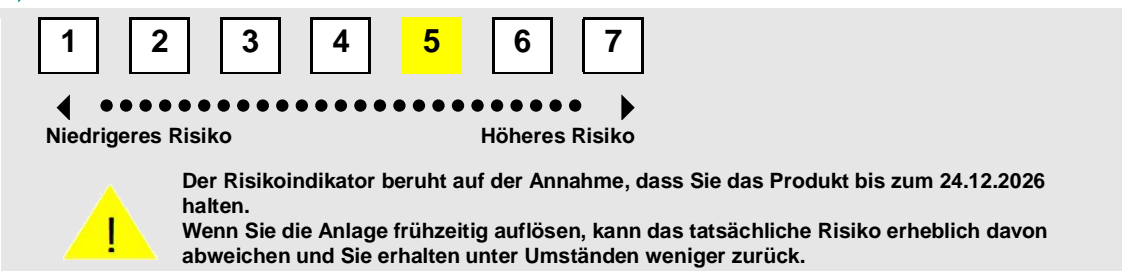 1 2 3 4 5 6 7
Niedrigeres Risiko Höheres Risiko
Der Risikoindikator beruht auf der Annahme, dass Sie das Produkt bis zum 24.12.2026
halten.
!
Wenn Sie die Anlage frühzeitig auflösen, kann das tatsächliche Risiko erheblich davon
abweichen und Sie erhalten unter Umständen weniger zurück.